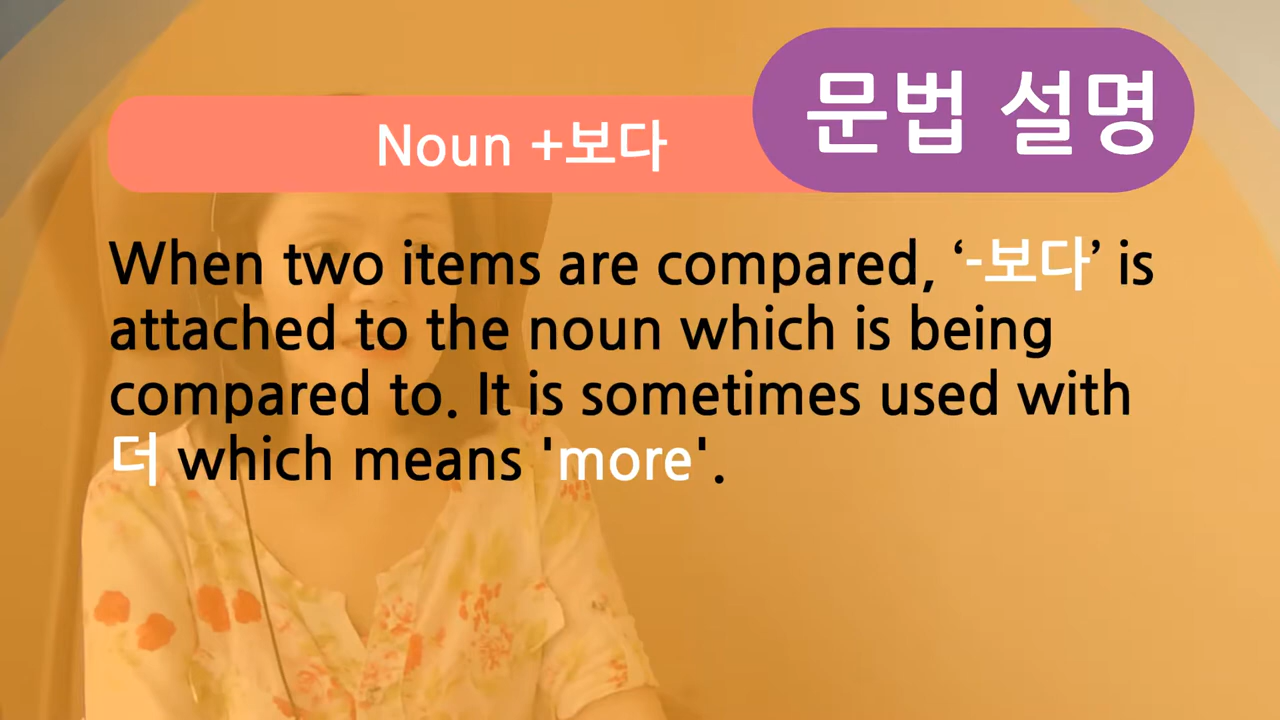 문법 설명
Noun +보다
When two items are compared, ‘-보다’ is
attached to the noun which is being
compared to. It is sometimes used with
더 which means 'more'.